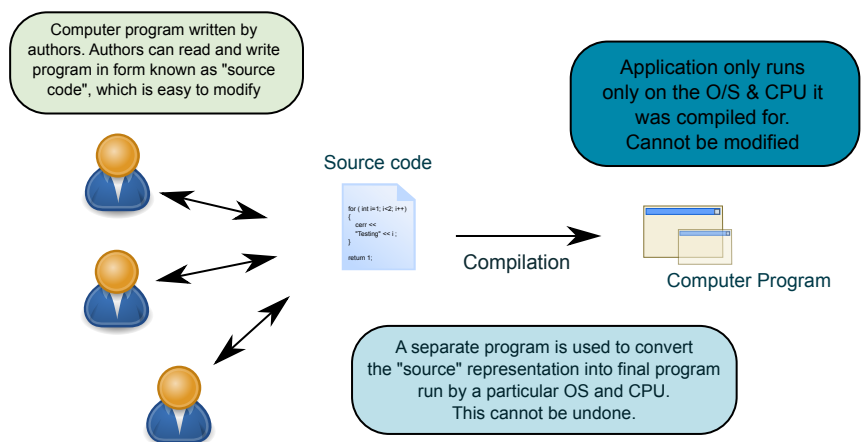 Computer program written by
authors. Authors can read and write
program in form known as "source
code", which is easy to modify
Application only runs
only on the O/S & CPU it
was compiled for.
Cannot be modified
Source code
for ( int i=1; i<2; i++)
{
cerr <<
"Testing" << i ;
}
return 1;
Compilation
Computer Program
A separate program is used to convert
the "source" representation into final program
run by a particular OS and CPU.
This cannot be undone.